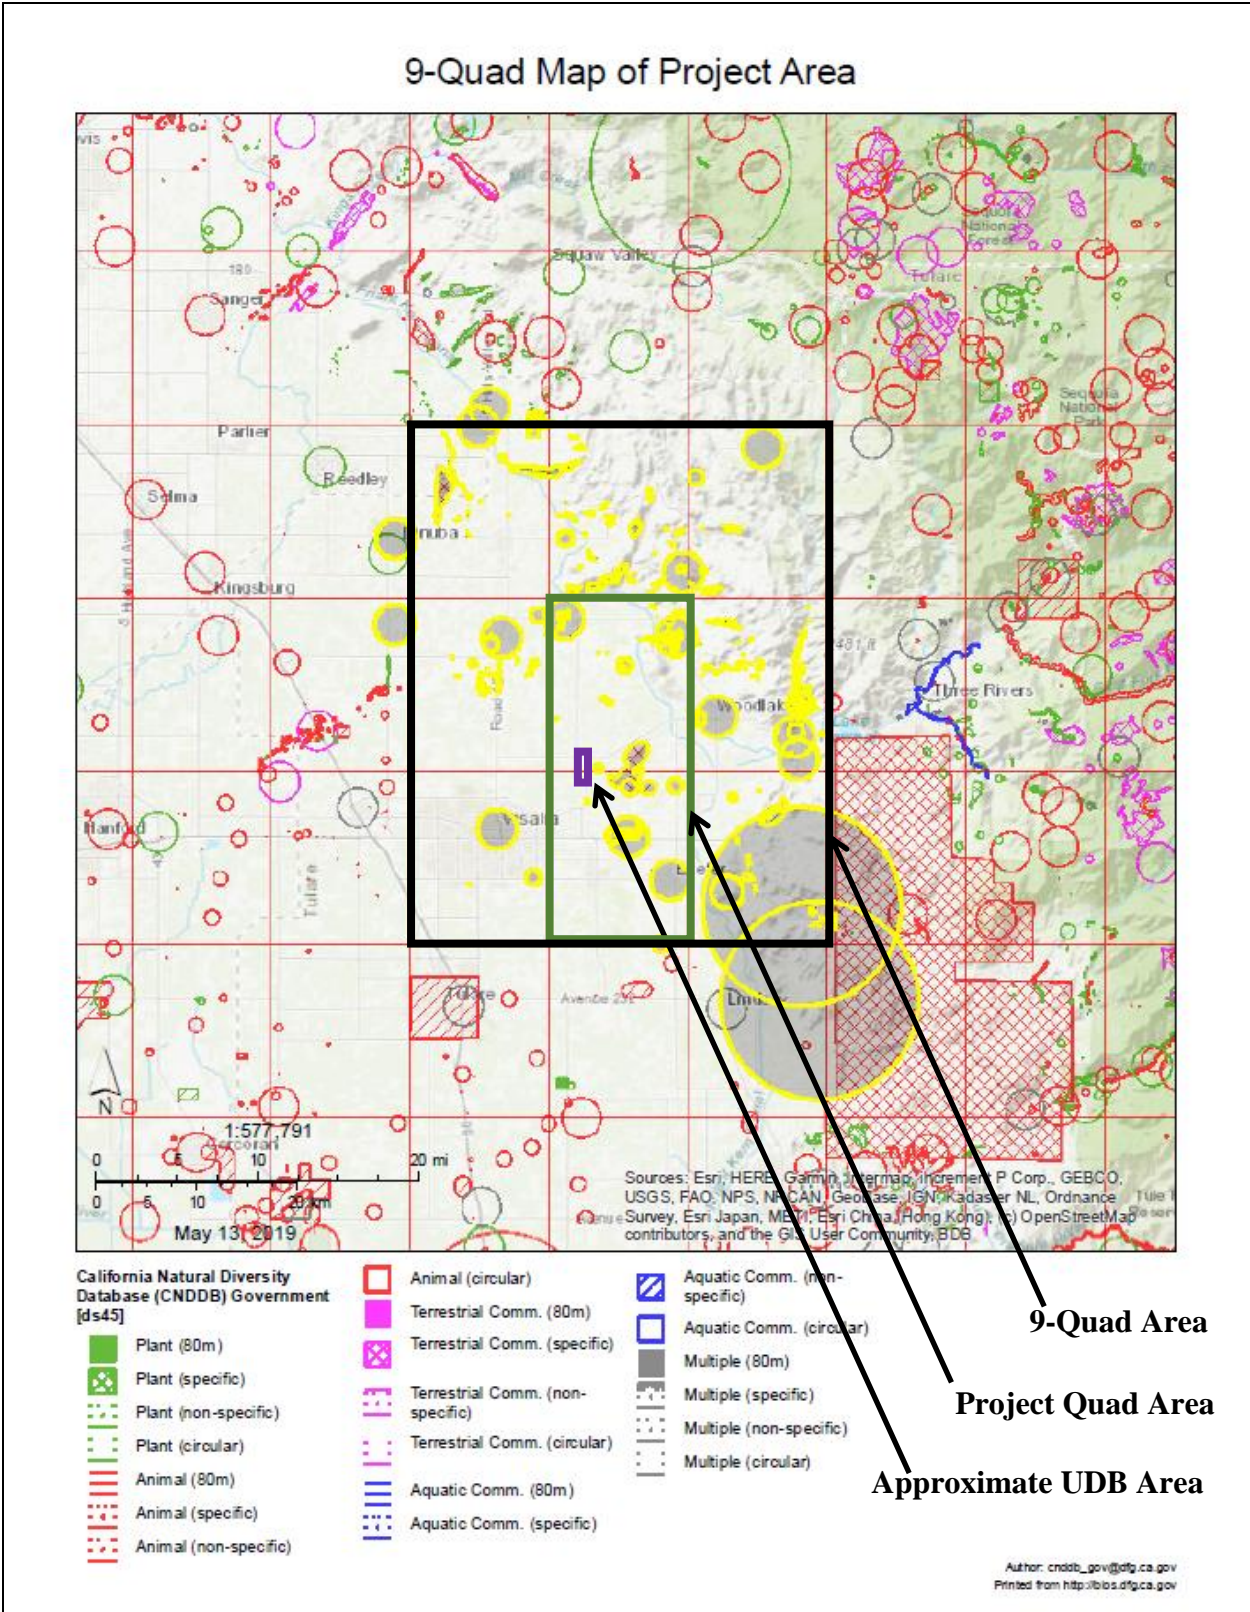 9-Quad Map of Project Area
Squaw Valley
Sequoia
National
Forest
Tulare
180
Sanger
Sequoia
National
Park
Parlier
Reedley
Selma
Kingsburg
Three Rivers
Road
Hanford
Tulare
Avenue
N
1:577,791
0 5 10 20 mi
0 5 10 20 km
May 13, 2019
Sources: Esri, HERE, Garmin, Intermap, increment P Corp., GEBCO,
USGS, FAO, NPS, NRCAN, GeoBase, IGN, Kadaster NL, Ordnance
Survey, Esri Japan, METI, Esri China (Hong Kong), (c) OpenStreetMap
contributors, and the GIS User Community, BDB
California Natural Diversity
Database (CNDDB) Government
[ds45]
Plant (80m)
Plant (specific)
Plant (non-specific)
Plant (circular)
Animal (80m)
Animal (specific)
Animal (non-specific)
Animal (circular)
Terrestrial Comm. (80m)
Terrestrial Comm. (specific)
Terrestrial Comm. (non-
specific)
Terrestrial Comm. (circular)
Aquatic Comm. (80m)
Aquatic Comm. (specific)
Aquatic Comm. (non-
specific)
Aquatic Comm. (circular)
Multiple (80m)
Multiple (specific)
Multiple (non-specific)
Multiple (circular)
9-Quad Area
Project Quad Area
Approximate UDB Area
Author: cnddb_gov@dfg.ca.gov
Printed from http://bios.dfg.ca.gov